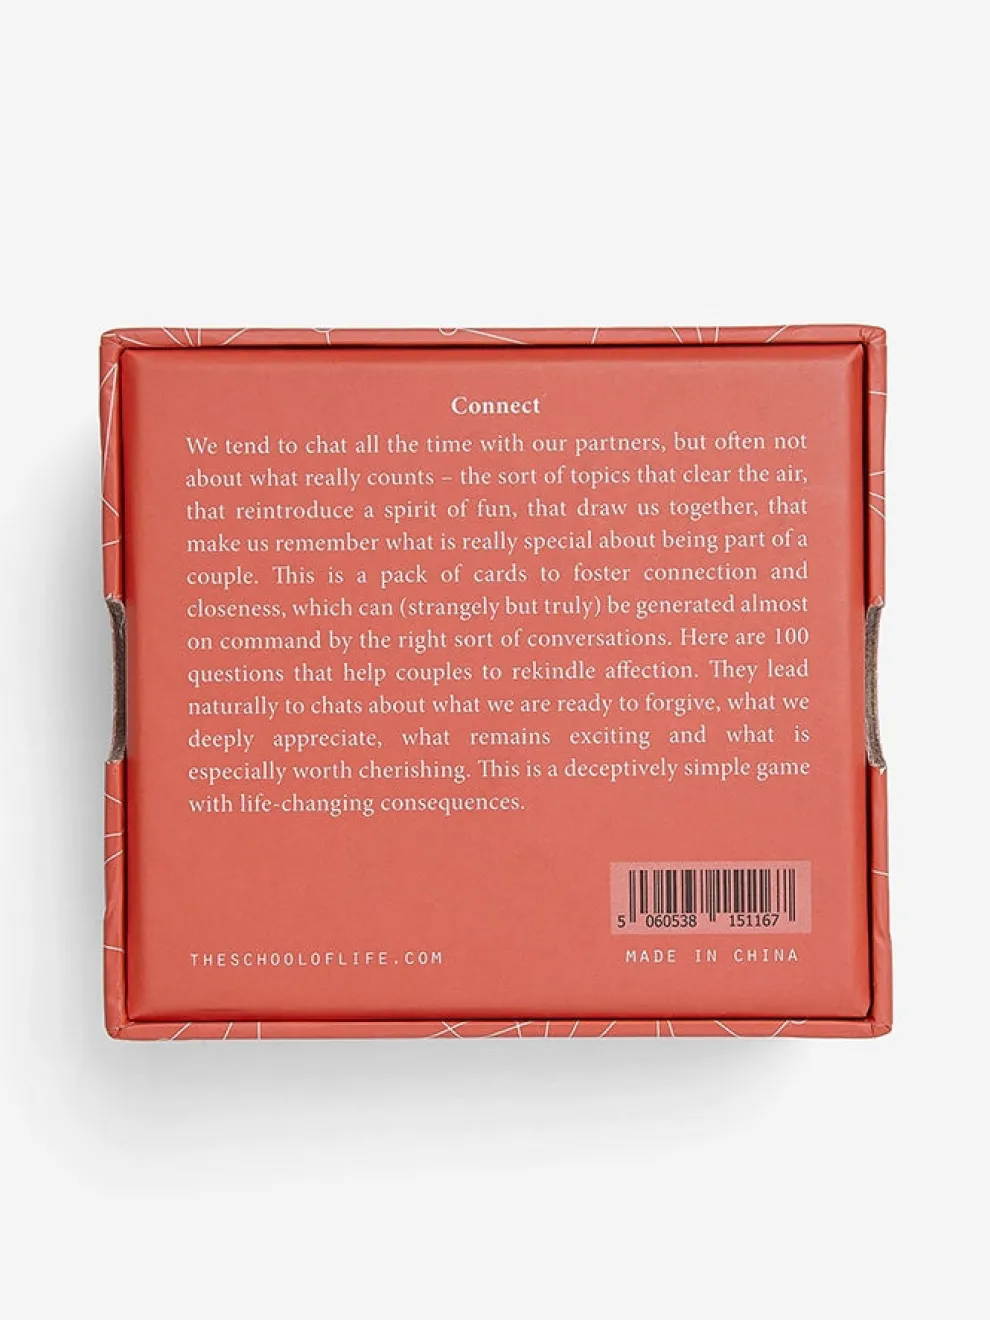 Connect
We tend to chat all the time with our partners, but often not
about what really counts – the sort of topics that clear the air,
that reintroduce a spirit of fun, that draw us together, that
make us remember what is really special about being part of a
couple. This is a pack of cards to foster connection and
closeness, which can (strangely but truly) be generated almost
on command by the right sort of conversations. Here are 100
questions that help couples to rekindle affection. They lead
naturally to chats about what we are ready to forgive, what we
deeply appreciate, what remains exciting and what is
especially worth cherishing. This is a deceptively simple game
with life-changing consequences.
5 060538 151167
THESCHOOLOFLIFE.COM MADE IN CHINA